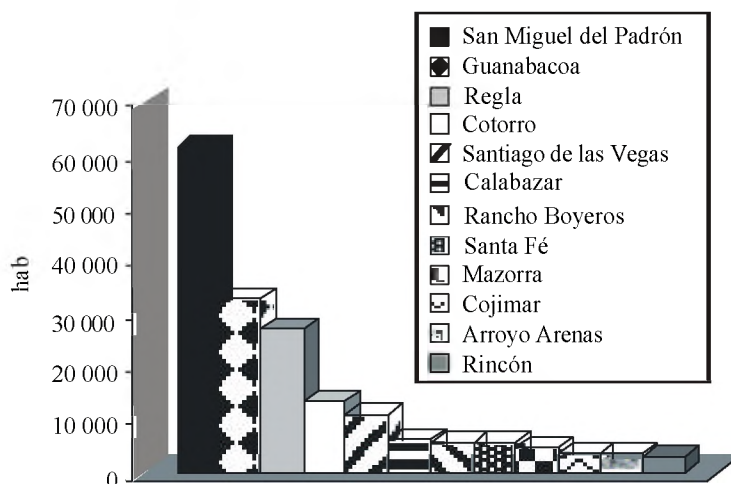 San Miguel del Padrón
Guanabacoa
Regla
Cotorro
Santiago de las Vegas
Calabazar
Rancho Boyeros
Santa Fé
Mazorra
Cojimar
Arroyo Arenas
Rincón
70 000
60 000
50 000
40 000
30 000
20 000
10 000
0
hab